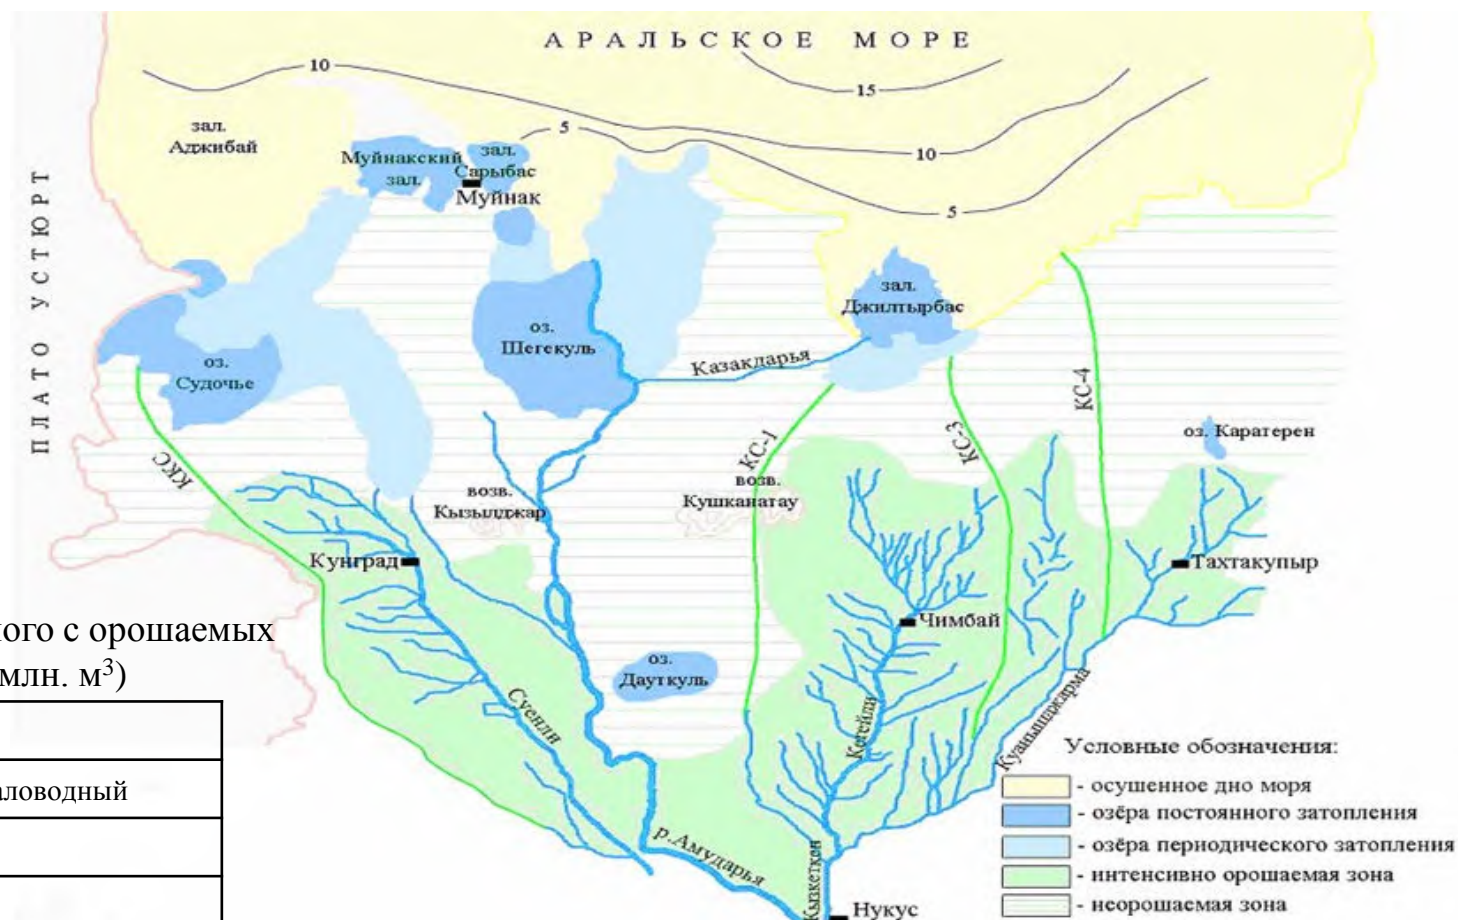 АРАЛЬСКОЕ МОРЕ
10
15
зал.
Аджибай
5
Муйнакский
зал.
зал.
Сарыбас
Муйнак
10
5
ПЛАТО УСТЮРТ
зал.
Джилтырбас
оз.
Шегекуль
оз.
Судочье
Казакдарья
КС-4
ККС
КС-1
КС-3
оз. Каратерен
возв.
Кызылджар
возв.
Кушканатау
Кунград
Тахтакупыр
Чимбай
оз.
Дауткуль
Суенли
Кегейли
Куанышжарма
р.Амударья
Кызкеткен
Нукус
ного с орошаемых
млн. м³)
аловодный
Условные обозначения:
- осушенное дно моря
- озёра постоянного затопления
- озёра периодического затопления
- интенсивно орошаемая зона
- неорошаемая зона